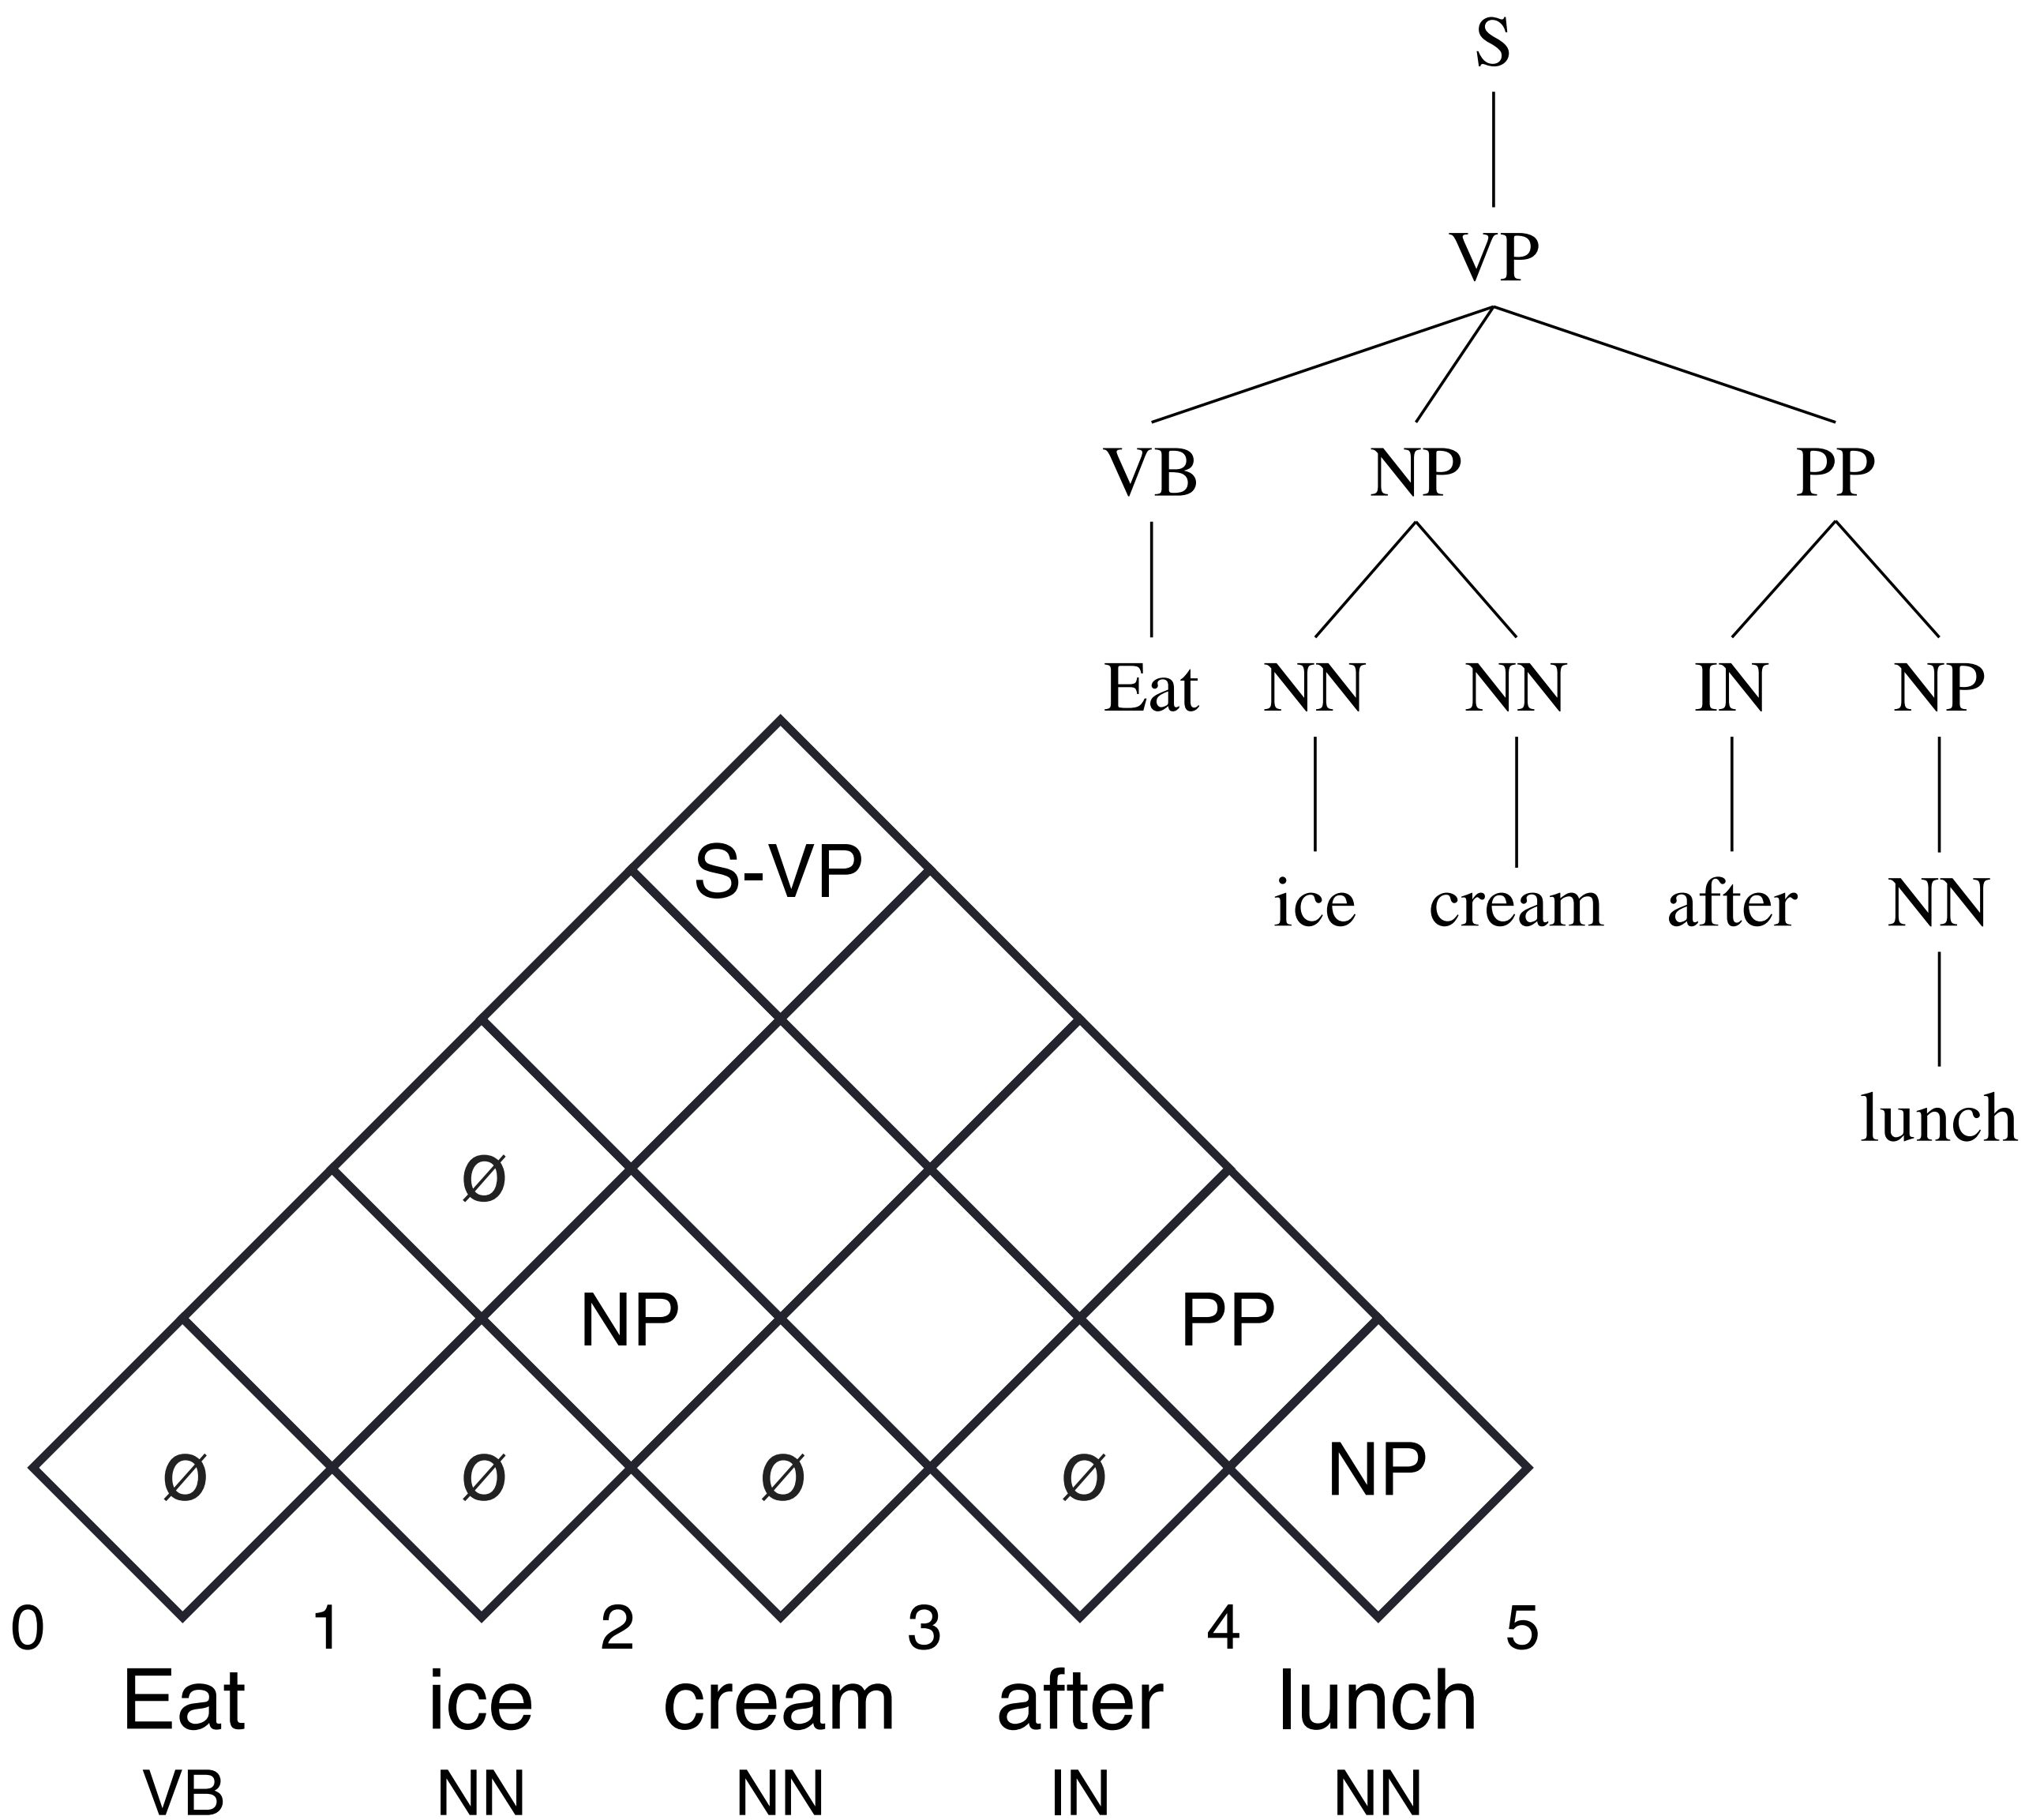 S
VP
VB NP PP
Eat NN NN IN NP
ice cream after NN
lunch
S-VP
Ø
NP PP
Ø Ø Ø Ø NP
0 1 2 3 4 5
Eat ice cream after lunch
VB NN NN IN NN